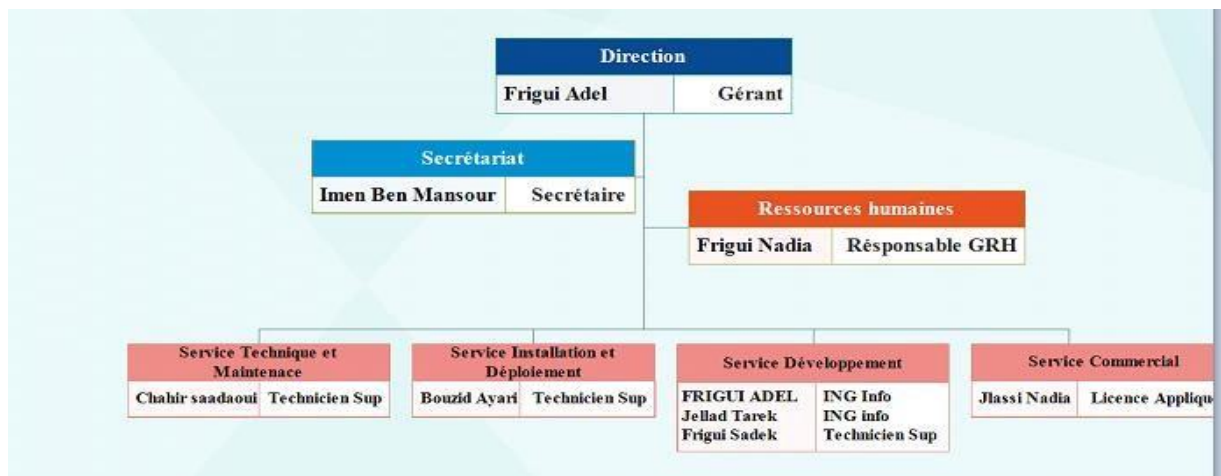 Direction
Frigui Adel Gérant
Secrétariat
Imen Ben Mansour Secrétaire
Ressources humaines
Frigui Nadia Résponsable GRH
Service Technique et
Maintenace
Chahir saadaoui Technicien Sup
Service Installation et
Déploiement
Bouzid Ayari Technicien Sup
Service Développement
FRIGUI ADEL ING Info
Jellad Tarek ING info
Frigui Sadek Technicien Sup
Service Commercial
Jlassi Nadia Licence Appliqu